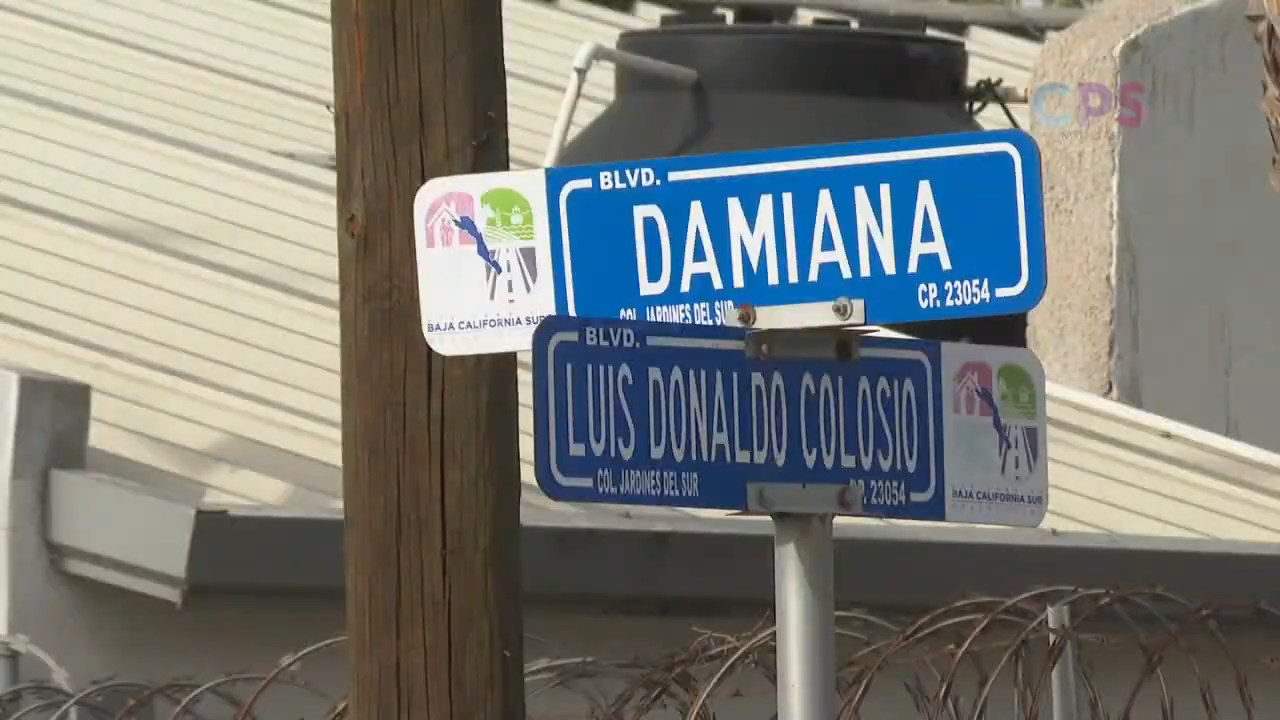 CPS
BLVD.
DAMIANA
COL. JARDINES DEL SUR
CP. 23054
BAJA CALIFORNIA SUR
BLVD.
LUIS DONALDO COLOSIO
COL. JARDINES DEL SUR
CP. 23054
BAJA CALIFORNIA SUR